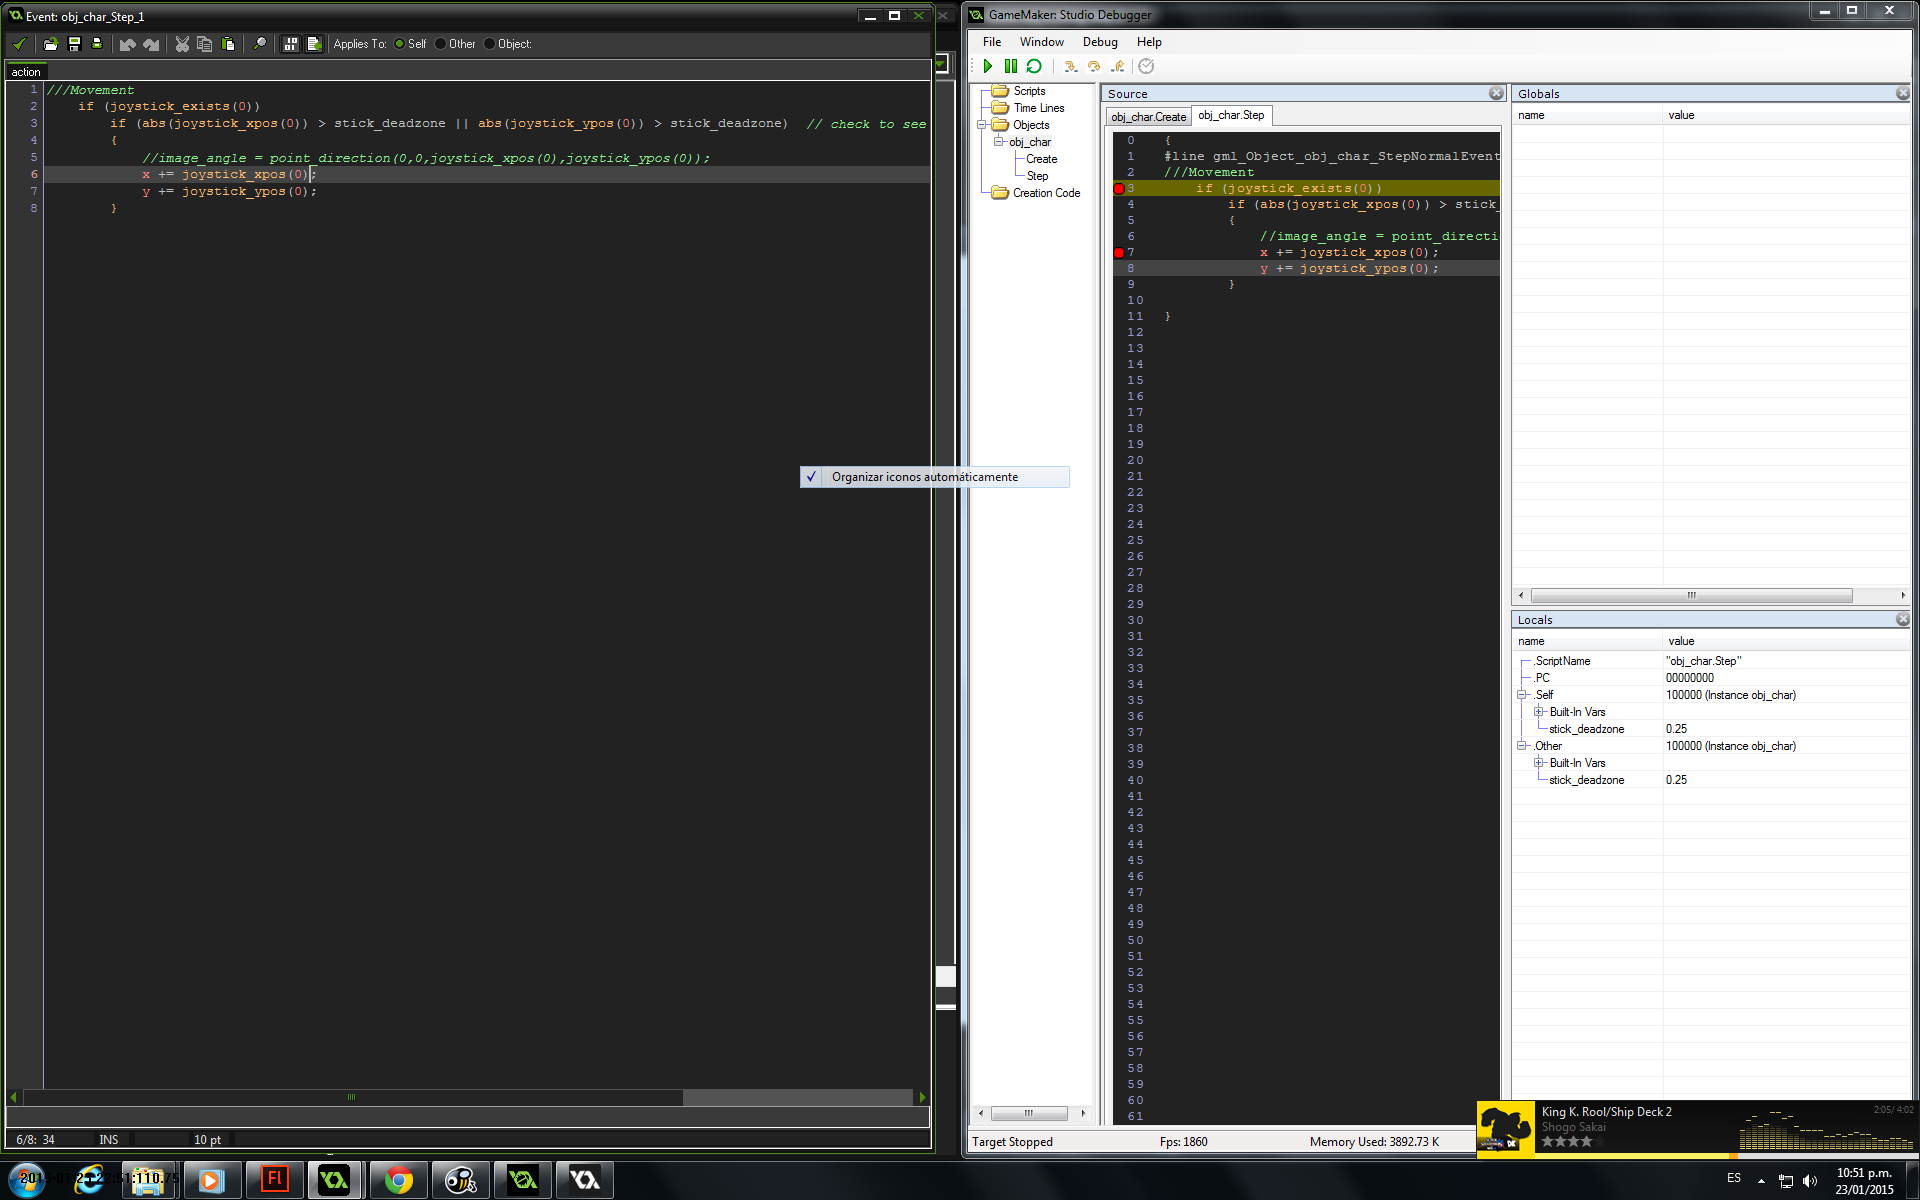 Event: obj_char_Step_1
Applies To: Self Other Object:
action
1 ///Movement
2 if (joystick_exists(0))
3 if (abs(joystick_xpos(0)) > stick_deadzone || abs(joystick_ypos(0)) > stick_deadzone) // check to see
4 {
5 //image_angle = point_direction(0,0,joystick_xpos(0),joystick_ypos(0));
6 x += joystick_xpos(0);
7 y += joystick_ypos(0);
8 }
6/8: 34 INS 10 pt
Organizar iconos automáticamente
GameMaker: Studio Debugger
File Window Debug Help
Scripts
Time Lines
Objects
obj_char
Create
Step
Creation Code
Source
obj_char.Create obj_char.Step
0 {
1 #line gml_Object_obj_char_StepNormalEvent
2 ///Movement
3 if (joystick_exists(0))
4 if (abs(joystick_xpos(0)) > stick_
5 {
6 //image_angle = point_directi
7 x += joystick_xpos(0);
8 y += joystick_ypos(0);
9 }
10
11 }
12
13
14
15
16
17
18
19
20
21
22
23
24
25
26
27
28
29
30
31
32
33
34
35
36
37
38
39
40
41
42
43
44
45
46
47
48
49
50
51
52
53
54
55
56
57
58
59
60
61
Globals
name value
Locals
name value
.ScriptName "obj_char.Step"
.PC 00000000
.Self 100000 (Instance obj_char)
Built-In Vars
stick_deadzone 0.25
.Other 100000 (Instance obj_char)
Built-In Vars
stick_deadzone 0.25
Target Stopped Fps: 1860 Memory Used: 3892.73 K
King K. Rool/Ship Deck 2
2:05/ 4:02
Shogo Sakai
Fl
ES
10:51 p.m.
23/01/2015